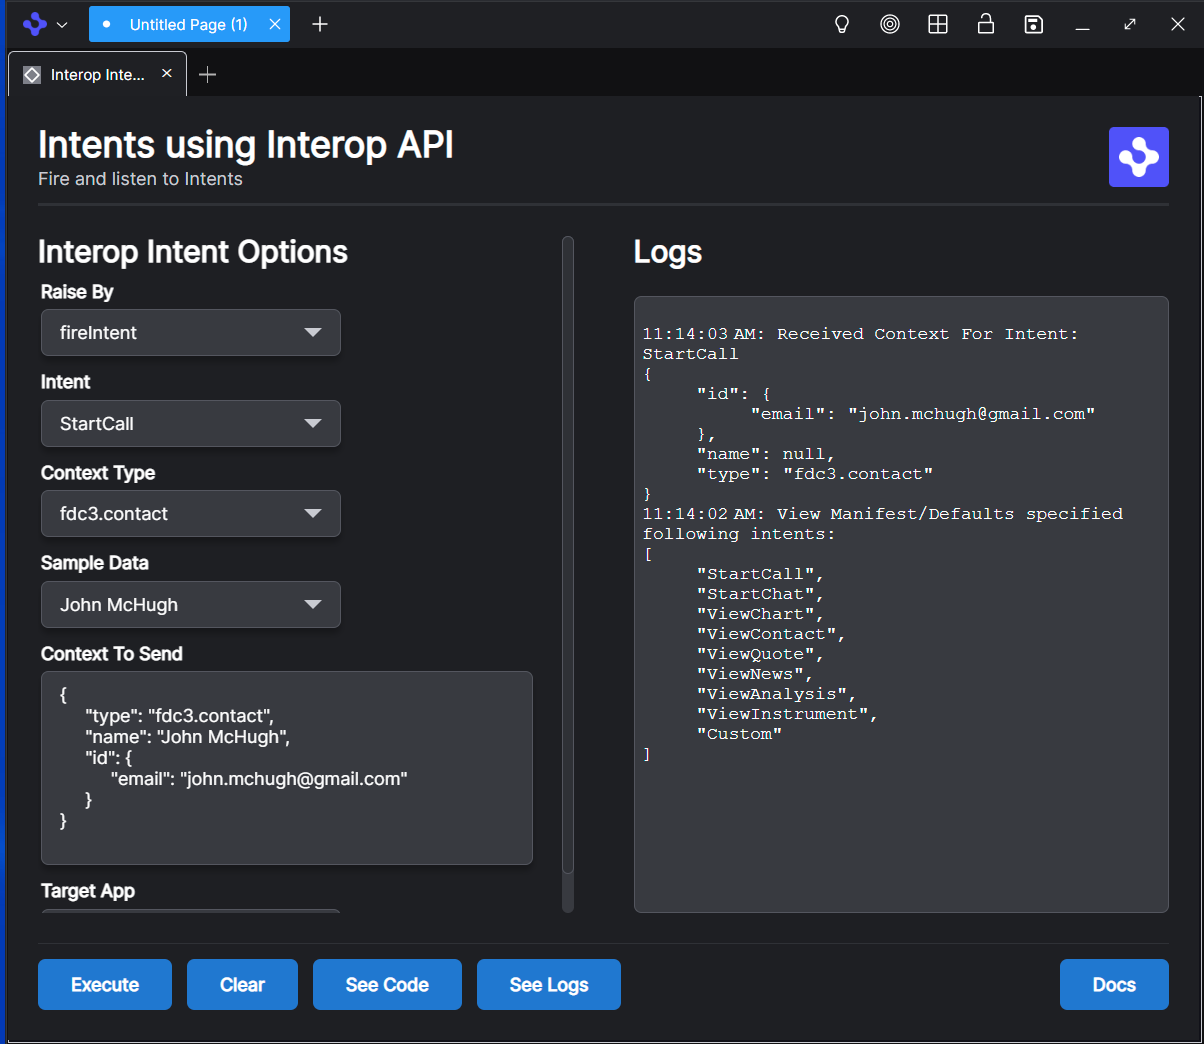 Untitled Page (1)
Interop Inte...
Intents using Interop API
Fire and listen to Intents
Interop Intent Options
Raise By
fireIntent
Intent
StartCall
Context Type
fdc3.contact
Sample Data
John McHugh
Context To Send
{
"type": "fdc3.contact",
"name": "John McHugh",
"id": {
"email": "john.mchugh@gmail.com"
}
}
Target App
Logs
11:14:03 AM: Received Context For Intent:
StartCall
{
"id": {
"email": "john.mchugh@gmail.com"
},
"name": null,
"type": "fdc3.contact"
}
11:14:02 AM: View Manifest/Defaults specified
following intents:
[
"StartCall",
"StartChat",
"ViewChart",
"ViewContact",
"ViewQuote",
"ViewNews",
"ViewAnalysis",
"ViewInstrument",
"Custom"
]
Execute
Clear
See Code
See Logs
Docs